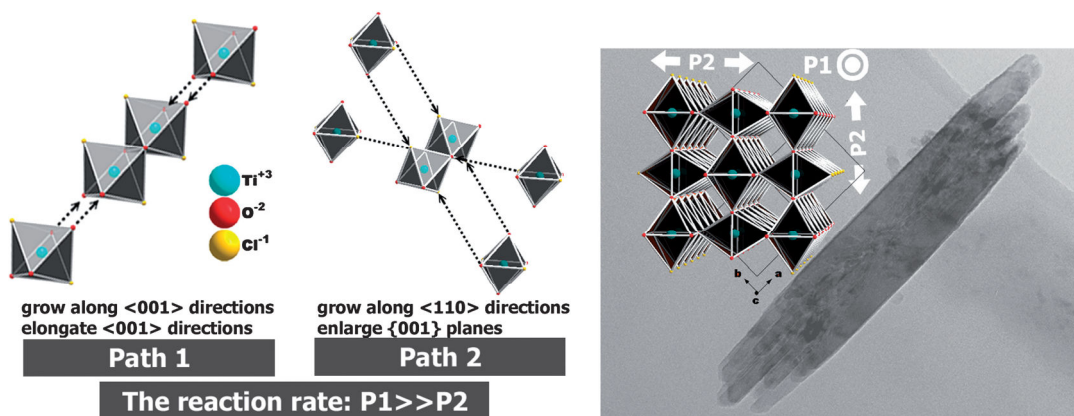 Ti+3
O-2
Cl-1
grow along <001> directions
elongate <001> directions
Path 1
grow along <110> directions
enlarge {001} planes
Path 2
The reaction rate: P1>>P2
P2
P1
P2
b
a
c